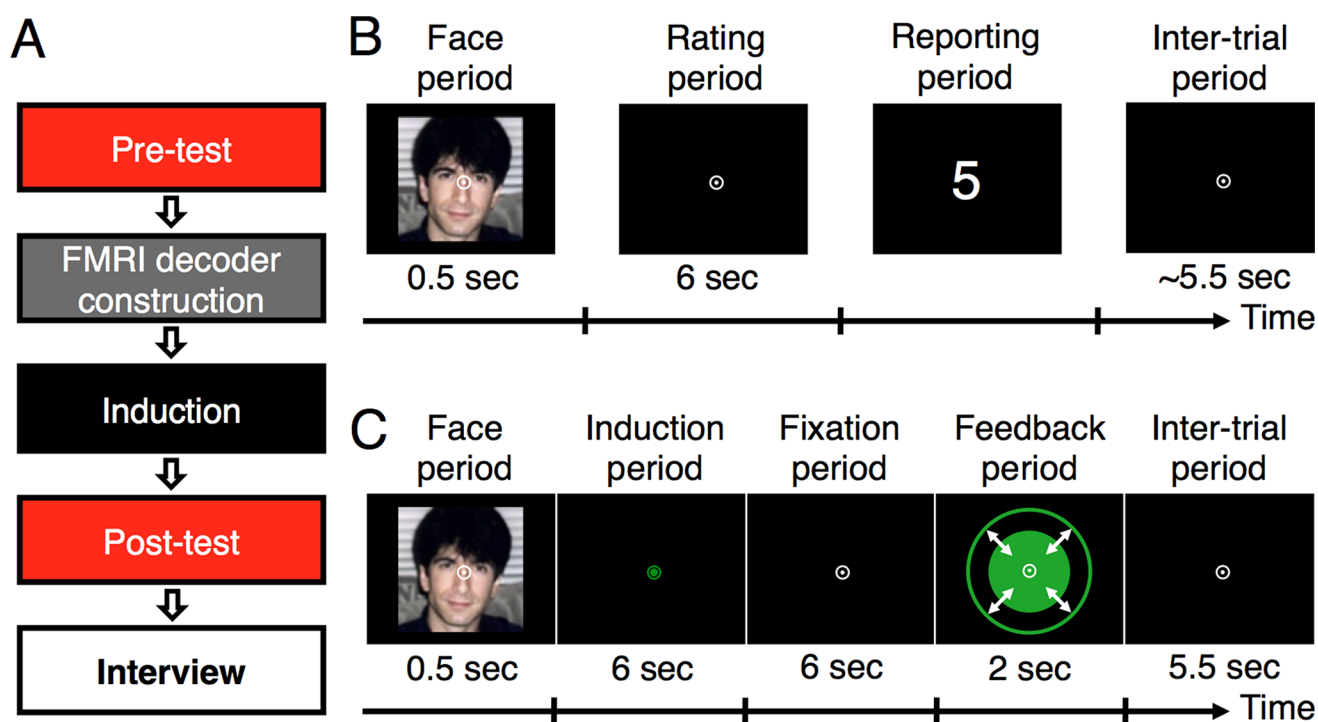 A
Pre-test
FMRI decoder
construction
Induction
Post-test
Interview
B
Face
period
Rating
period
Reporting
period
Inter-trial
period
5
0.5 sec
6 sec
~5.5 sec
Time
C
Face
period
Induction
period
Fixation
period
Feedback
period
Inter-trial
period
0.5 sec
6 sec
6 sec
2 sec
5.5 sec
Time